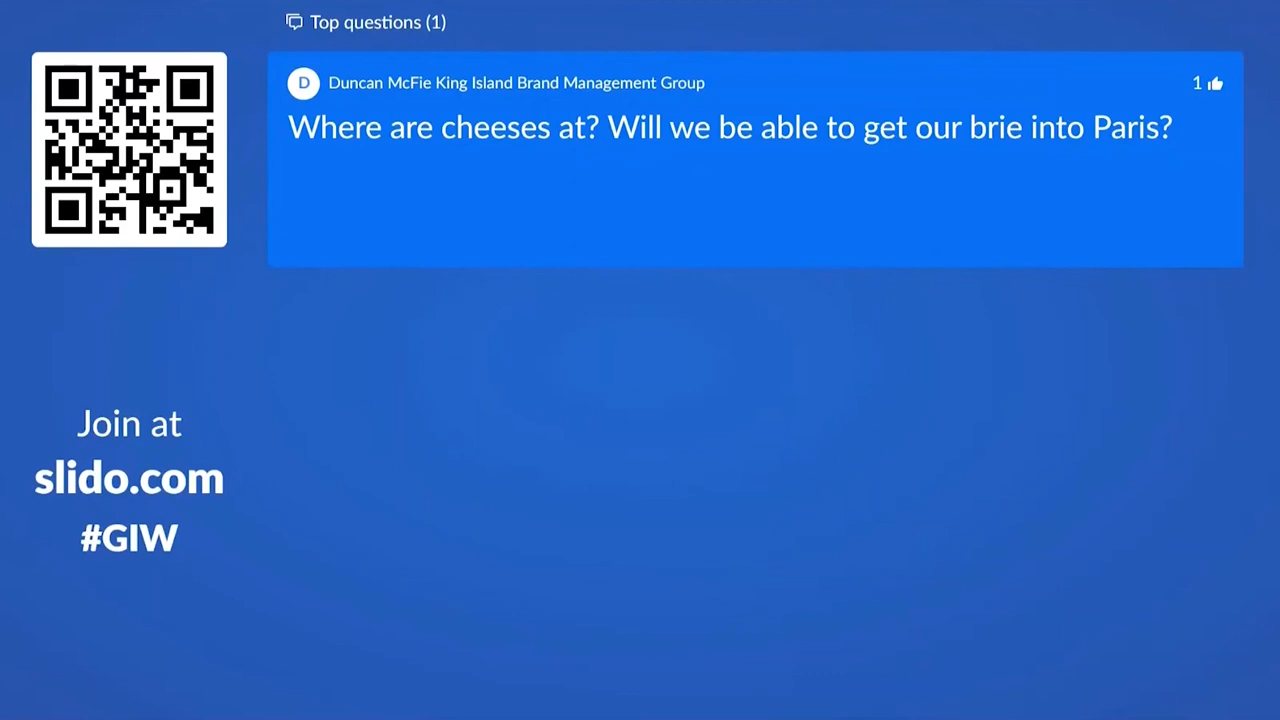 Top questions (1)
D
Duncan McFie King Island Brand Management Group
1
Where are cheeses at? Will we be able to get our brie into Paris?
Join at
slido.com
#GIW